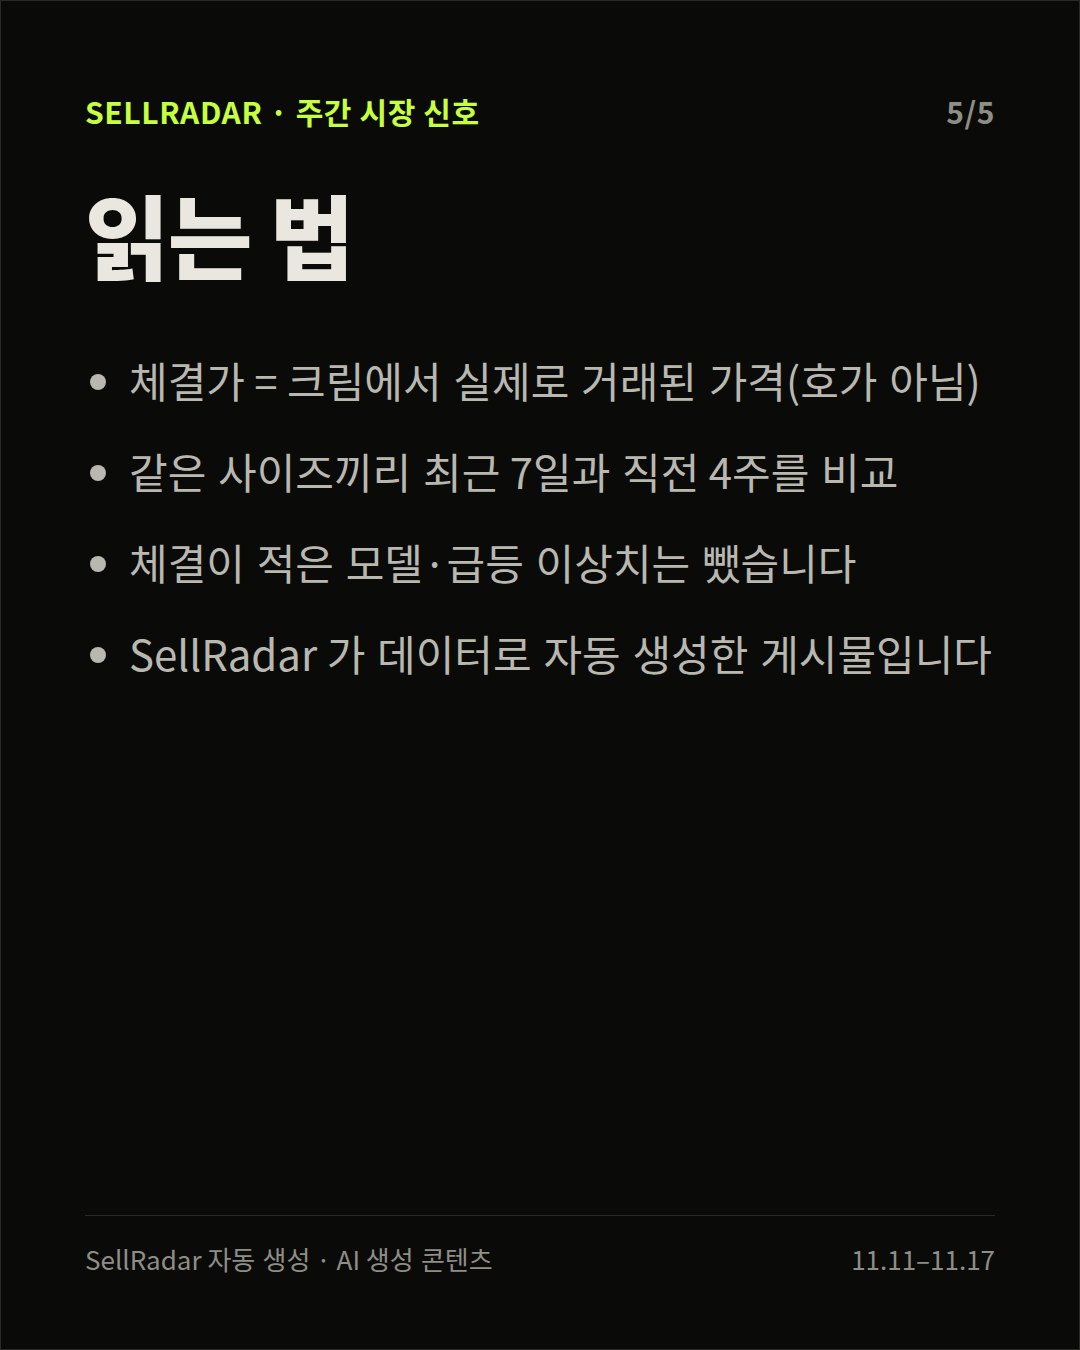 SELLRADAR · 주간 시장 신호
5/5
읽는 법
• 체결가 = 크림에서 실제로 거래된 가격(호가 아님)
• 같은 사이즈끼리 최근 7일과 직전 4주를 비교
• 체결이 적은 모델·급등 이상치는 뺐습니다
• SellRadar 가 데이터로 자동 생성한 게시물입니다
SellRadar 자동 생성 · AI 생성 콘텐츠
11.11–11.17